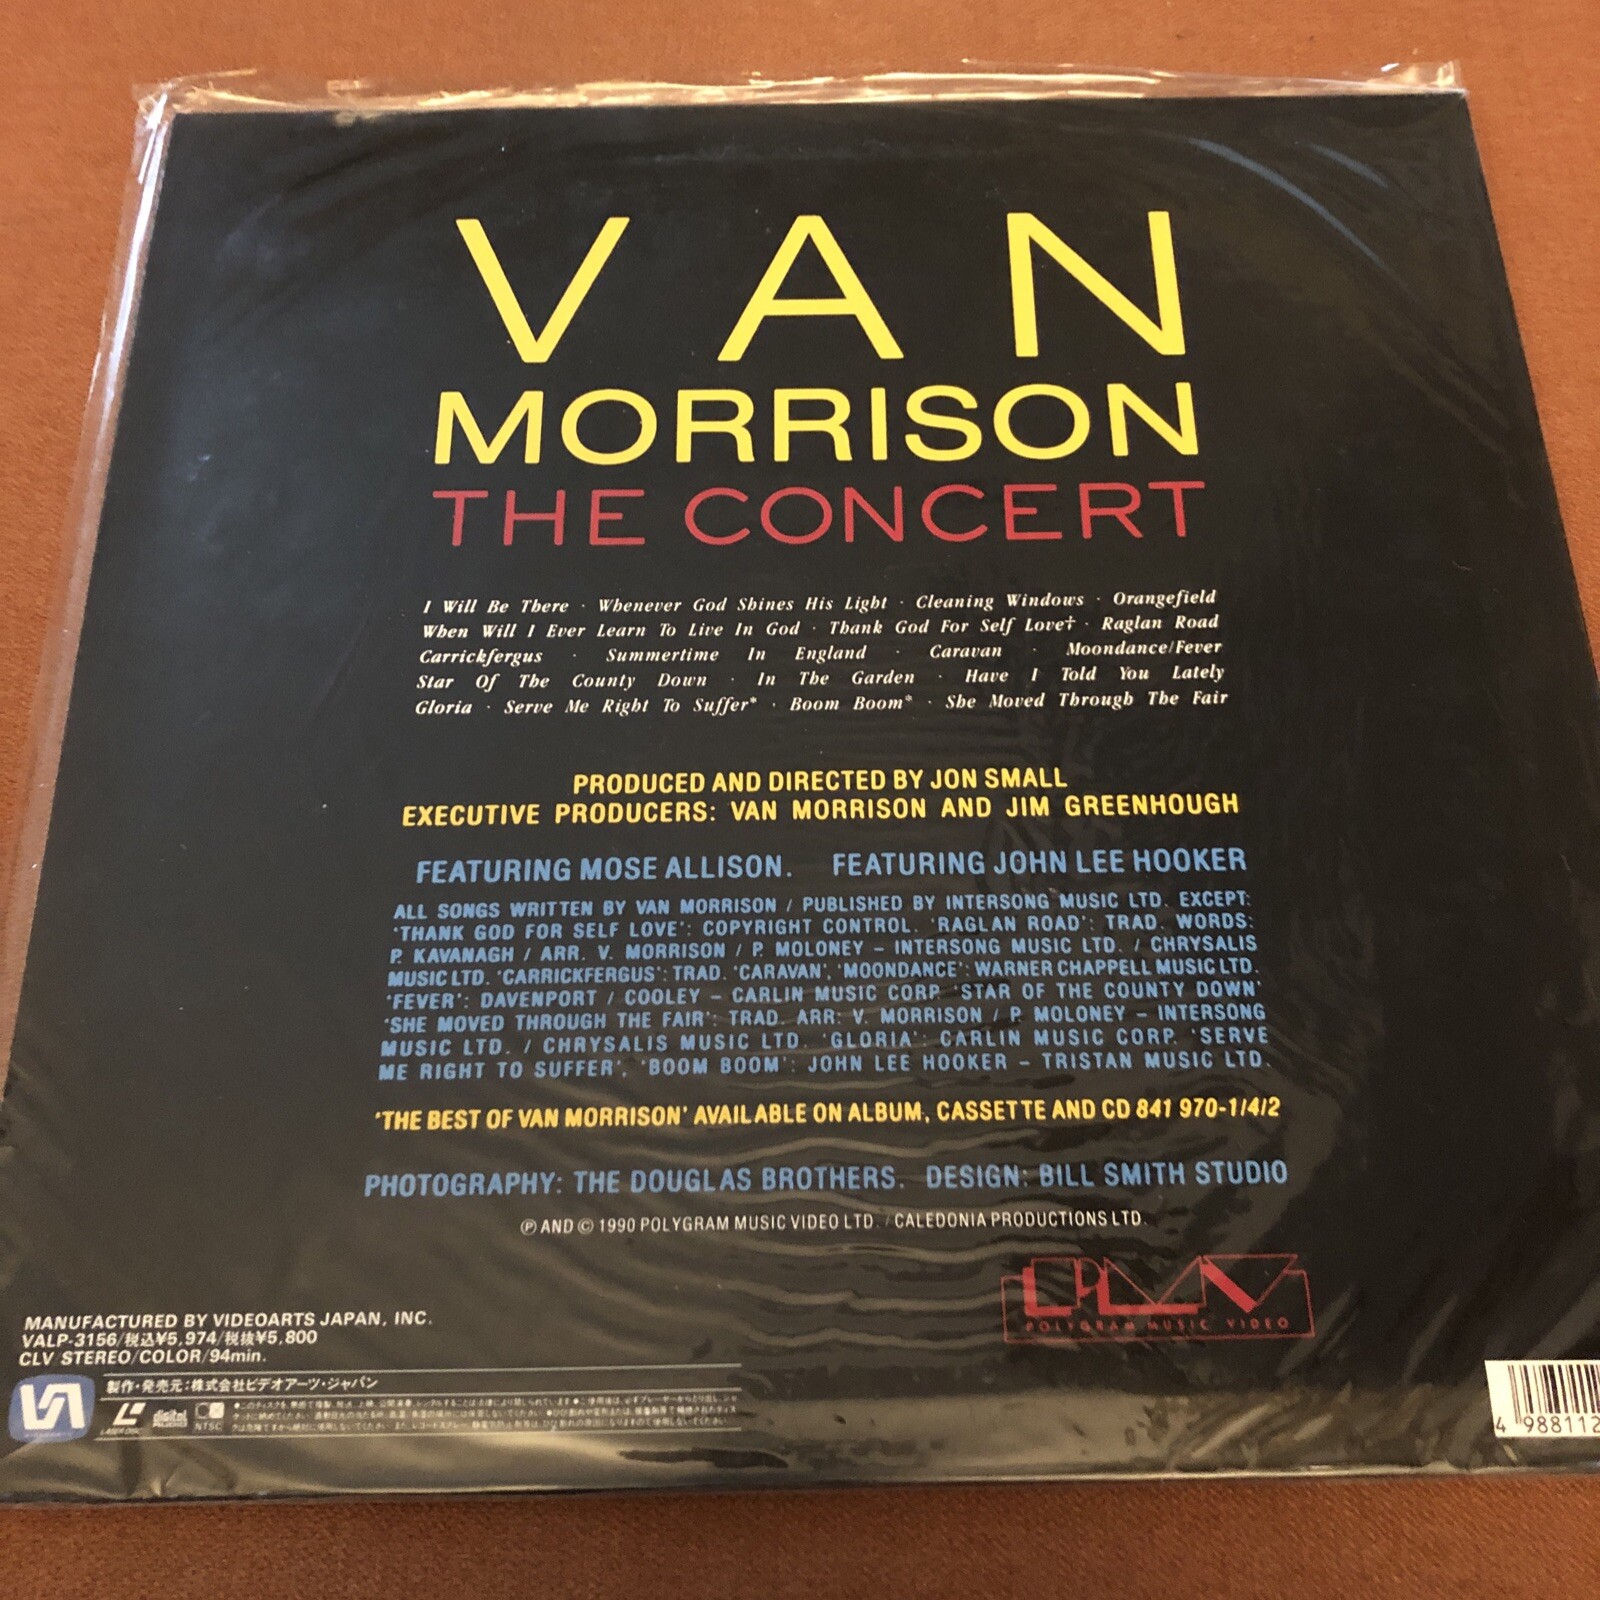 VAN
MORRISON
THE CONCERT
I Will Be There · Whenever God Shines His Light · Cleaning Windows · Orangefield
When Will I Ever Learn To Live In God · Thank God For Self Love† · Raglan Road
Carrickfergus · Summertime In England · Caravan · Moondance/Fever
Star Of The County Down · In The Garden · Have I Told You Lately
Gloria · Serve Me Right To Suffer* · Boom Boom* · She Moved Through The Fair
PRODUCED AND DIRECTED BY JON SMALL
EXECUTIVE PRODUCERS: VAN MORRISON AND JIM GREENHOUGH
FEATURING MOSE ALLISON. FEATURING JOHN LEE HOOKER
ALL SONGS WRITTEN BY VAN MORRISON / PUBLISHED BY INTERSONG MUSIC LTD. EXCEPT:
'THANK GOD FOR SELF LOVE': COPYRIGHT CONTROL. 'RAGLAN ROAD': TRAD. WORDS:
P. KAVANAGH / ARR. V. MORRISON / P. MOLONEY – INTERSONG MUSIC LTD. / CHRYSALIS
MUSIC LTD. 'CARRICKFERGUS': TRAD. 'CARAVAN', 'MOONDANCE': WARNER CHAPPELL MUSIC LTD.
'FEVER': DAVENPORT / COOLEY – CARLIN MUSIC CORP. 'STAR OF THE COUNTY DOWN'
'SHE MOVED THROUGH THE FAIR': TRAD. ARR: V. MORRISON / P. MOLONEY – INTERSONG
MUSIC LTD. / CHRYSALIS MUSIC LTD. 'GLORIA': CARLIN MUSIC CORP. 'SERVE
ME RIGHT TO SUFFER', 'BOOM BOOM': JOHN LEE HOOKER – TRISTAN MUSIC LTD.
'THE BEST OF VAN MORRISON' AVAILABLE ON ALBUM, CASSETTE AND CD 841 970-1/4/2
PHOTOGRAPHY: THE DOUGLAS BROTHERS. DESIGN: BILL SMITH STUDIO
℗ AND © 1990 POLYGRAM MUSIC VIDEO LTD. / CALEDONIA PRODUCTIONS LTD.
PMV
POLYGRAM MUSIC VIDEO
MANUFACTURED BY VIDEOARTS JAPAN, INC.
VALP-3156/税込¥5,974/税抜¥5,800
CLV STEREO/COLOR/94min.
製作・発売元：株式会社ビデオアーツ・ジャパン
LASER DISC
digital
NTSC
4 988112